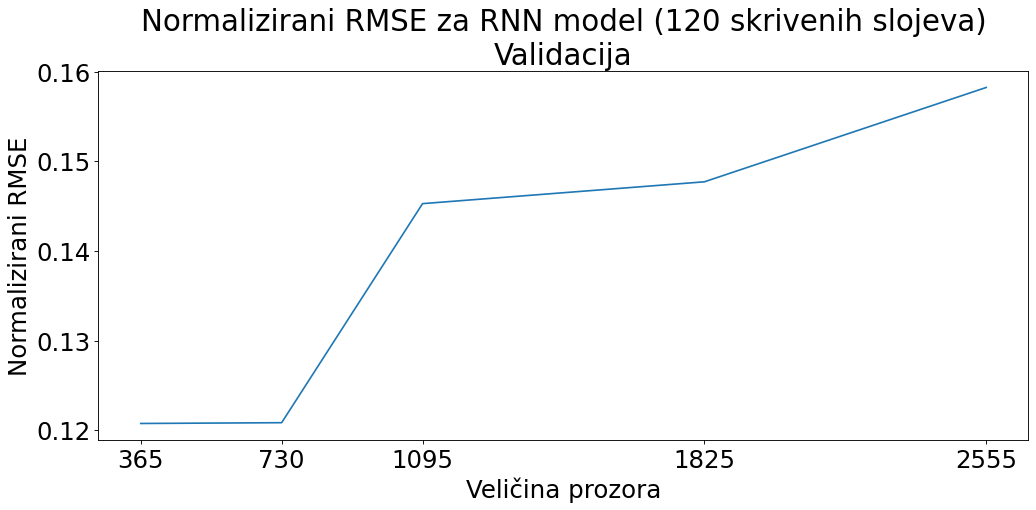 Normalizirani RMSE za RNN model (120 skrivenih slojeva)
Validacija
0.16
0.15
0.14
0.13
0.12
Normalizirani RMSE
365 730 1095 1825 2555
Veličina prozora